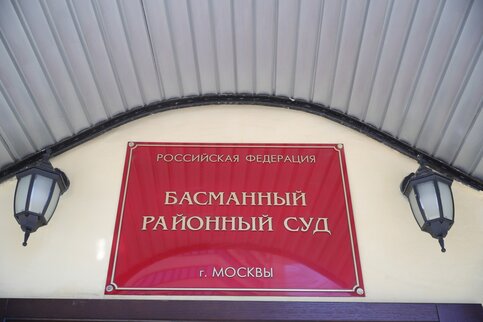 РОССИЙСКАЯ ФЕДЕРАЦИЯ
БАСМАННЫЙ
РАЙОННЫЙ СУД
г. МОСКВЫ